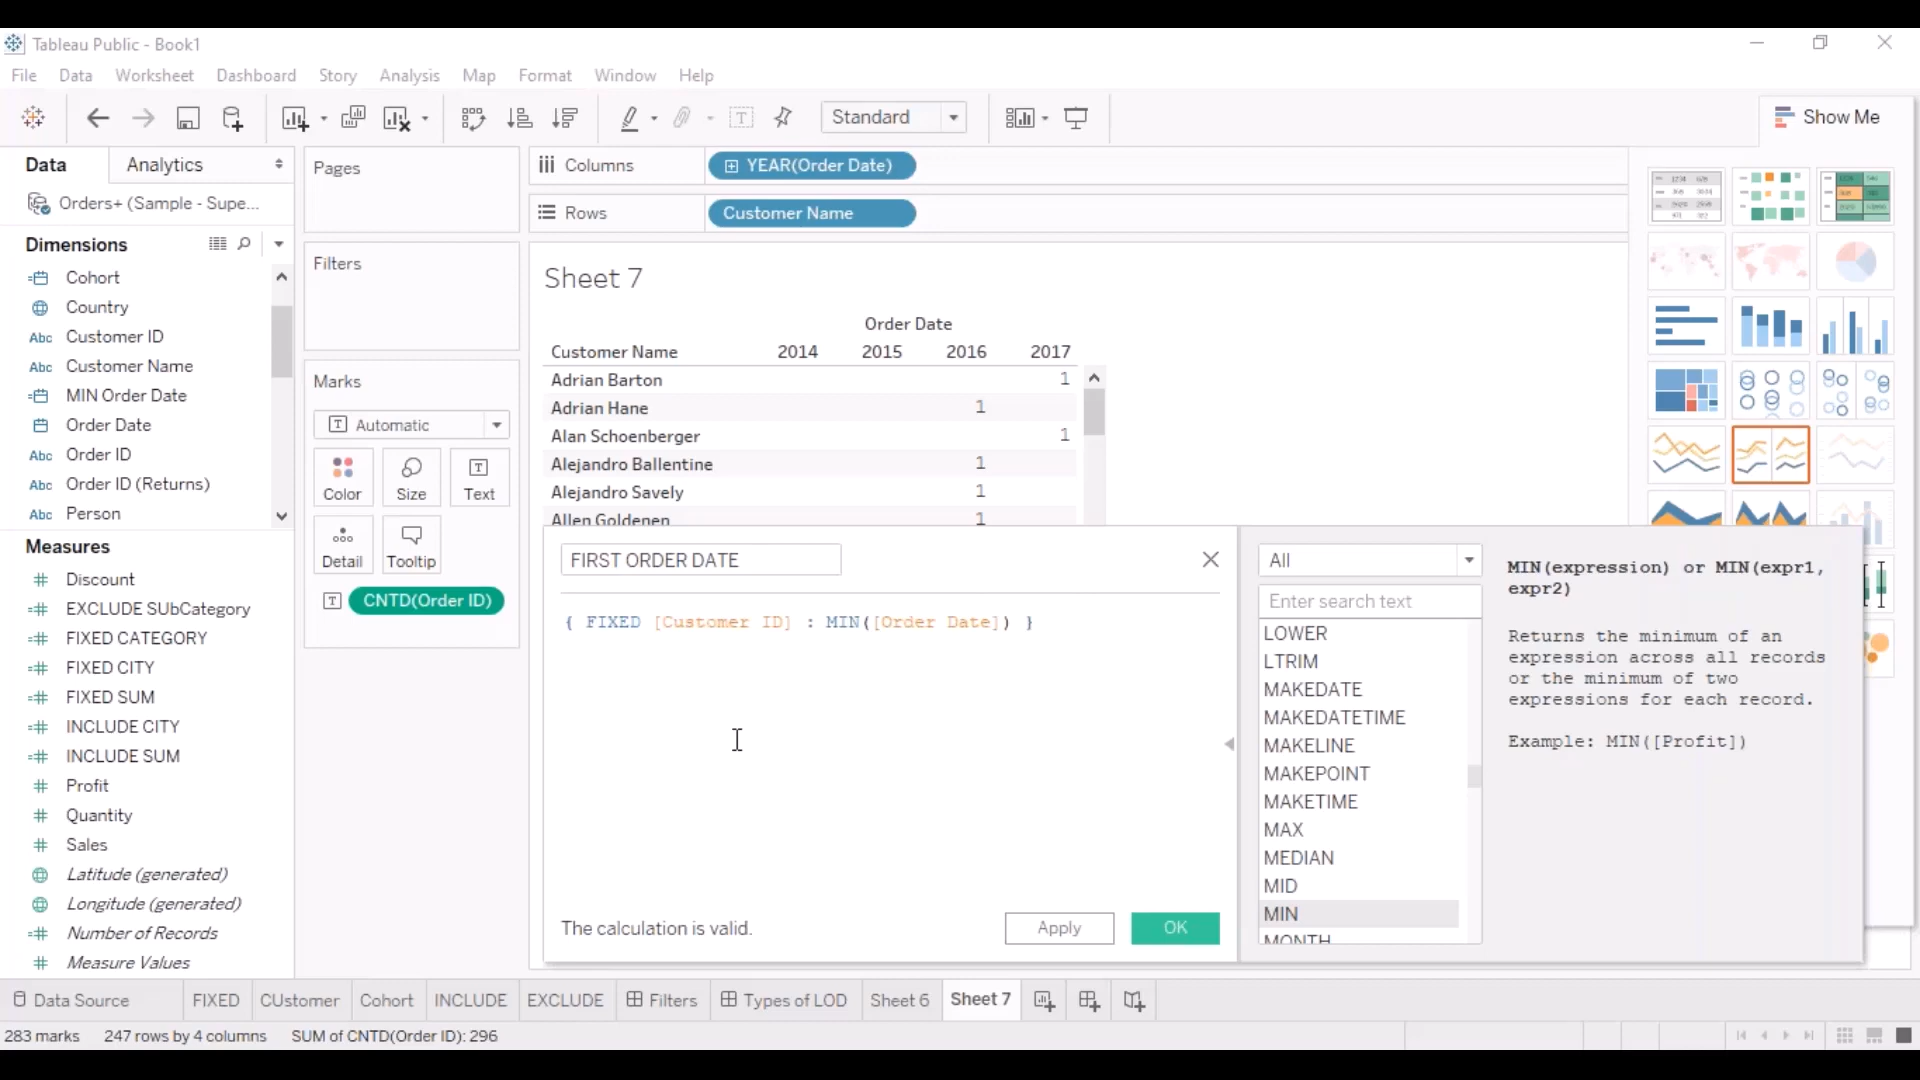 Tableau Public - Book1
File Data Worksheet Dashboard Story Analysis Map Format Window Help
Standard
Show Me
Data Analytics
Orders+ (Sample - Supe...
Dimensions
Cohort
Country
Abc Customer ID
Abc Customer Name
MIN Order Date
Order Date
Abc Order ID
Abc Order ID (Returns)
Abc Person
Measures
Discount
EXCLUDE SUbCategory
FIXED CATEGORY
FIXED CITY
FIXED SUM
INCLUDE CITY
INCLUDE SUM
Profit
Quantity
Sales
Latitude (generated)
Longitude (generated)
Number of Records
Measure Values
Pages
Filters
Marks
Automatic
Color Size Text
Detail Tooltip
CNTD(Order ID)
Columns YEAR(Order Date)
Rows Customer Name
Sheet 7
Order Date
Customer Name 2014 2015 2016 2017
Adrian Barton 1
Adrian Hane 1
Alan Schoenberger 1
Alejandro Ballentine 1
Alejandro Savely 1
Allen Goldenen 1
FIRST ORDER DATE
{ FIXED [Customer ID] : MIN([Order Date]) }
The calculation is valid.
Apply OK
All
Enter search text
LOWER
LTRIM
MAKEDATE
MAKEDATETIME
MAKELINE
MAKEPOINT
MAKETIME
MAX
MEDIAN
MID
MIN
MONTH
MIN(expression) or MIN(expr1,
expr2)
Returns the minimum of an
expression across all records
or the minimum of two
expressions for each record.
Example: MIN([Profit])
Data Source FIXED CUstomer Cohort INCLUDE EXCLUDE Filters Types of LOD Sheet 6 Sheet 7
283 marks 247 rows by 4 columns SUM of CNTD(Order ID): 296